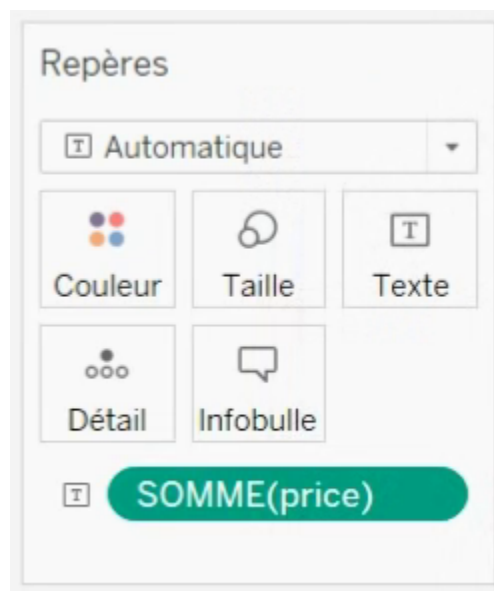 Repères
T Automatique
Couleur Taille T Texte
Détail Infobulle
T SOMME(price)